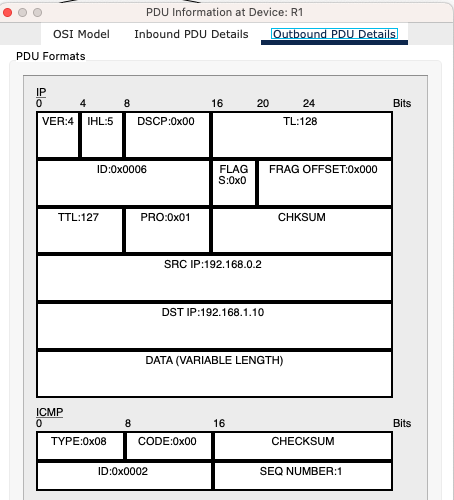 PDU Information at Device: R1
OSI Model Inbound PDU Details Outbound PDU Details
PDU Formats
IP
0 4 8 16 20 24 Bits
VER:4 IHL:5 DSCP:0x00 TL:128
ID:0x0006 FLAG
S:0x0 FRAG OFFSET:0x000
TTL:127 PRO:0x01 CHKSUM
SRC IP:192.168.0.2
DST IP:192.168.1.10
DATA (VARIABLE LENGTH)
ICMP
0 8 16 Bits
TYPE:0x08 CODE:0x00 CHECKSUM
ID:0x0002 SEQ NUMBER:1